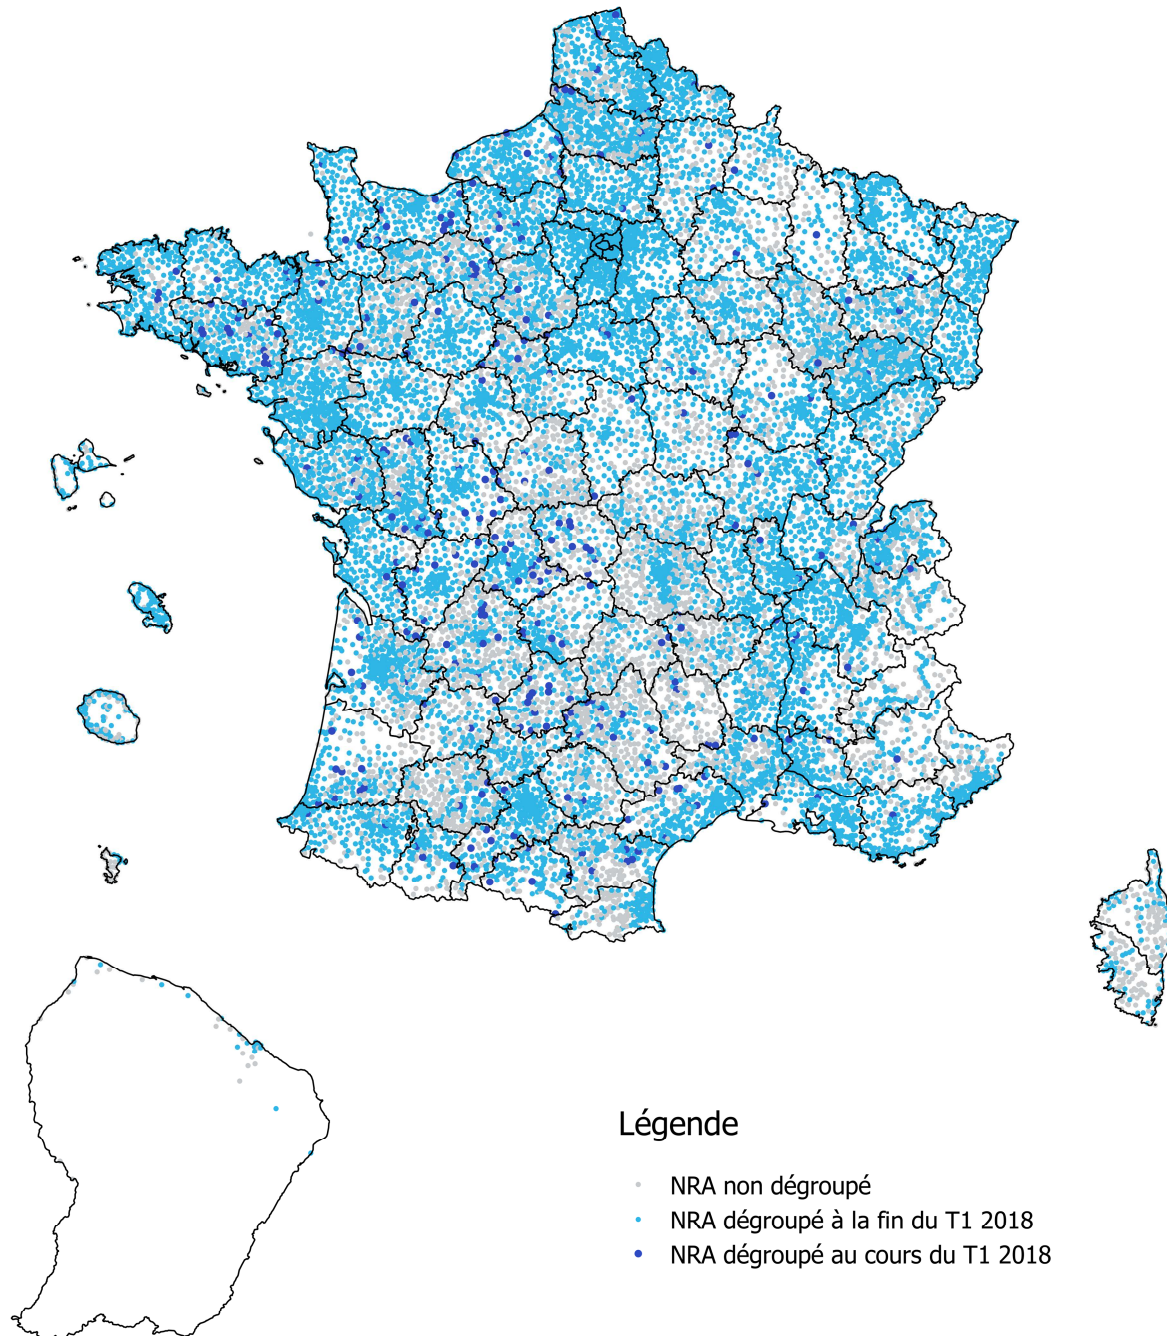 Légende
NRA non dégroupé
NRA dégroupé à la fin du T1 2018
NRA dégroupé au cours du T1 2018